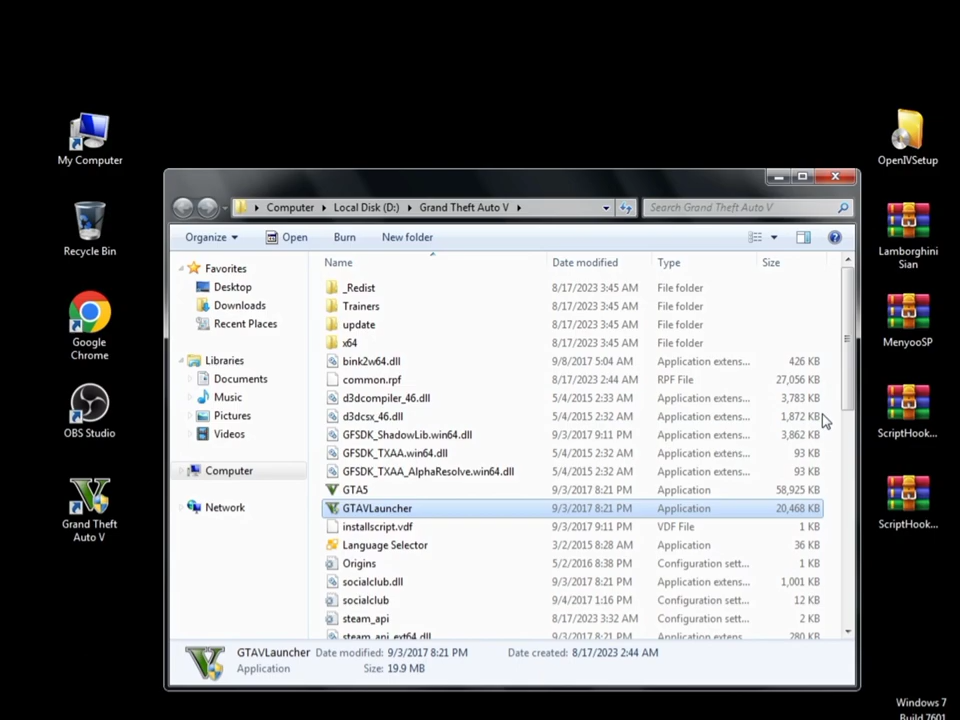 My Computer
Recycle Bin
Google
Chrome
OBS Studio
Grand Theft
Auto V
Computer
Local Disk (D:)
Grand Theft Auto V
Search Grand Theft Auto V
Organize
Open
Burn
New folder
Favorites
Desktop
Downloads
Recent Places
Libraries
Documents
Music
Pictures
Videos
Computer
Network
Name Date modified Type Size
_Redist 8/17/2023 3:45 AM File folder
Trainers 8/17/2023 3:45 AM File folder
update 8/17/2023 3:45 AM File folder
x64 8/17/2023 3:45 AM File folder
bink2w64.dll 9/8/2017 5:04 AM Application extens... 426 KB
common.rpf 8/17/2023 2:44 AM RPF File 27,056 KB
d3dcompiler_46.dll 5/4/2015 2:33 AM Application extens... 3,783 KB
d3dcsx_46.dll 5/4/2015 2:32 AM Application extens... 1,872 KB
GFSDK_ShadowLib.win64.dll 9/3/2017 9:11 PM Application extens... 3,862 KB
GFSDK_TXAA.win64.dll 5/4/2015 2:32 AM Application extens... 93 KB
GFSDK_TXAA_AlphaResolve.win64.dll 5/4/2015 2:32 AM Application extens... 93 KB
GTA5 9/3/2017 8:21 PM Application 58,925 KB
GTAVLauncher 9/3/2017 8:21 PM Application 20,468 KB
installscript.vdf 9/3/2017 9:11 PM VDF File 1 KB
Language Selector 3/2/2015 8:28 AM Application 36 KB
Origins 5/2/2016 8:38 PM Configuration sett... 1 KB
socialclub.dll 9/3/2017 8:21 PM Application extens... 1,001 KB
socialclub 9/4/2017 1:16 PM Configuration sett... 12 KB
steam_api 8/17/2023 3:32 AM Configuration sett... 2 KB
steam_api_ext64.dll 9/3/2017 8:21 PM Application extens... 280 KB
GTAVLauncher Date modified: 9/3/2017 8:21 PM Date created: 8/17/2023 2:44 AM
Application Size: 19.9 MB
OpenIVSetup
Lamborghini
Sian
MenyooSP
ScriptHook...
ScriptHook...
Windows 7
Build 7601